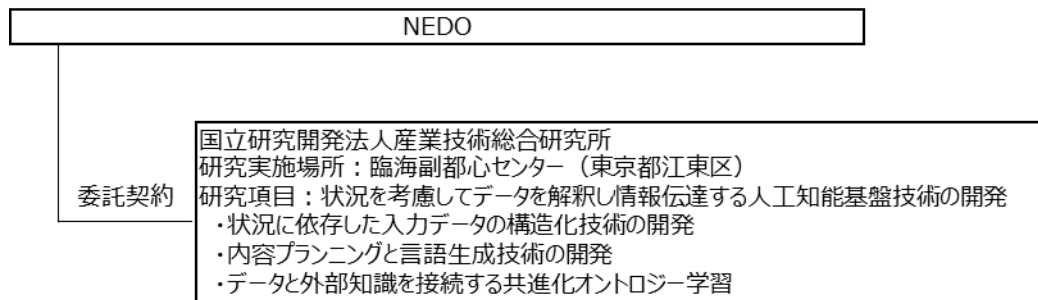 NEDO
国立研究開発法人産業技術総合研究所
研究実施場所：臨海副都心センター（東京都江東区）
委託契約
研究項目：状況を考慮してデータを解釈し情報伝達する人工知能基盤技術の開発
・状況に依存した入力データの構造化技術の開発
・内容プランニングと言語生成技術の開発
・データと外部知識を接続する共進化オントロジー学習